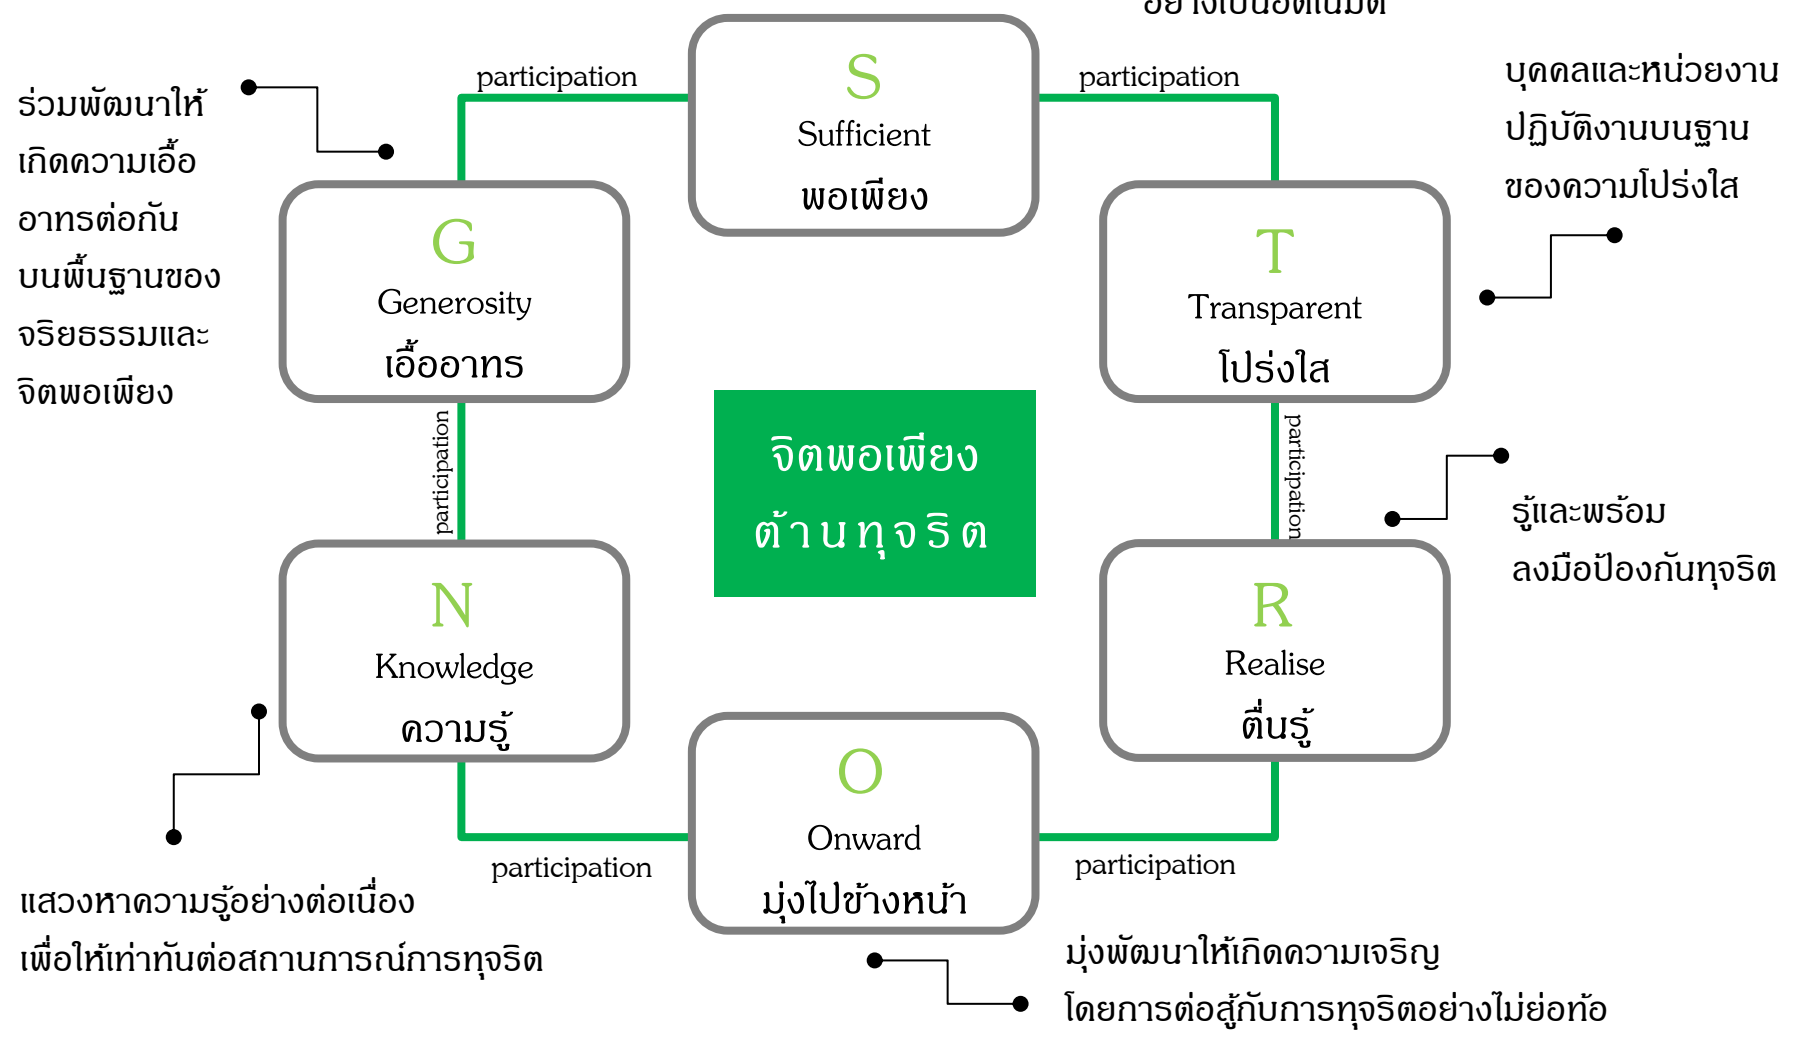 participation
S
Sufficient
พอเพียง
participation
บุคคลและหน่วยงาน
ปฏิบัติงานบนฐาน
ของความโปร่งใส
ร่วมพัฒนาให้
เกิดความเอื้อ
อาทรต่อกัน
บนพื้นฐานของ
จริยธรรมและ
จิตพอเพียง
G
Generosity
เอื้ออาทร
T
Transparent
โปร่งใส
participation
จิตพอเพียง
ต้านทุจริต
participation
รู้และพร้อม
ลงมือป้องกันทุจริต
N
Knowledge
ความรู้
R
Realise
ตื่นรู้
O
Onward
มุ่งไปข้างหน้า
participation
participation
แสวงหาความรู้อย่างต่อเนื่อง
เพื่อให้เท่าทันต่อสถานการณ์การทุจริต
มุ่งพัฒนาให้เกิดความเจริญ
โดยการต่อสู้กับการทุจริตอย่างไม่ย่อท้อ